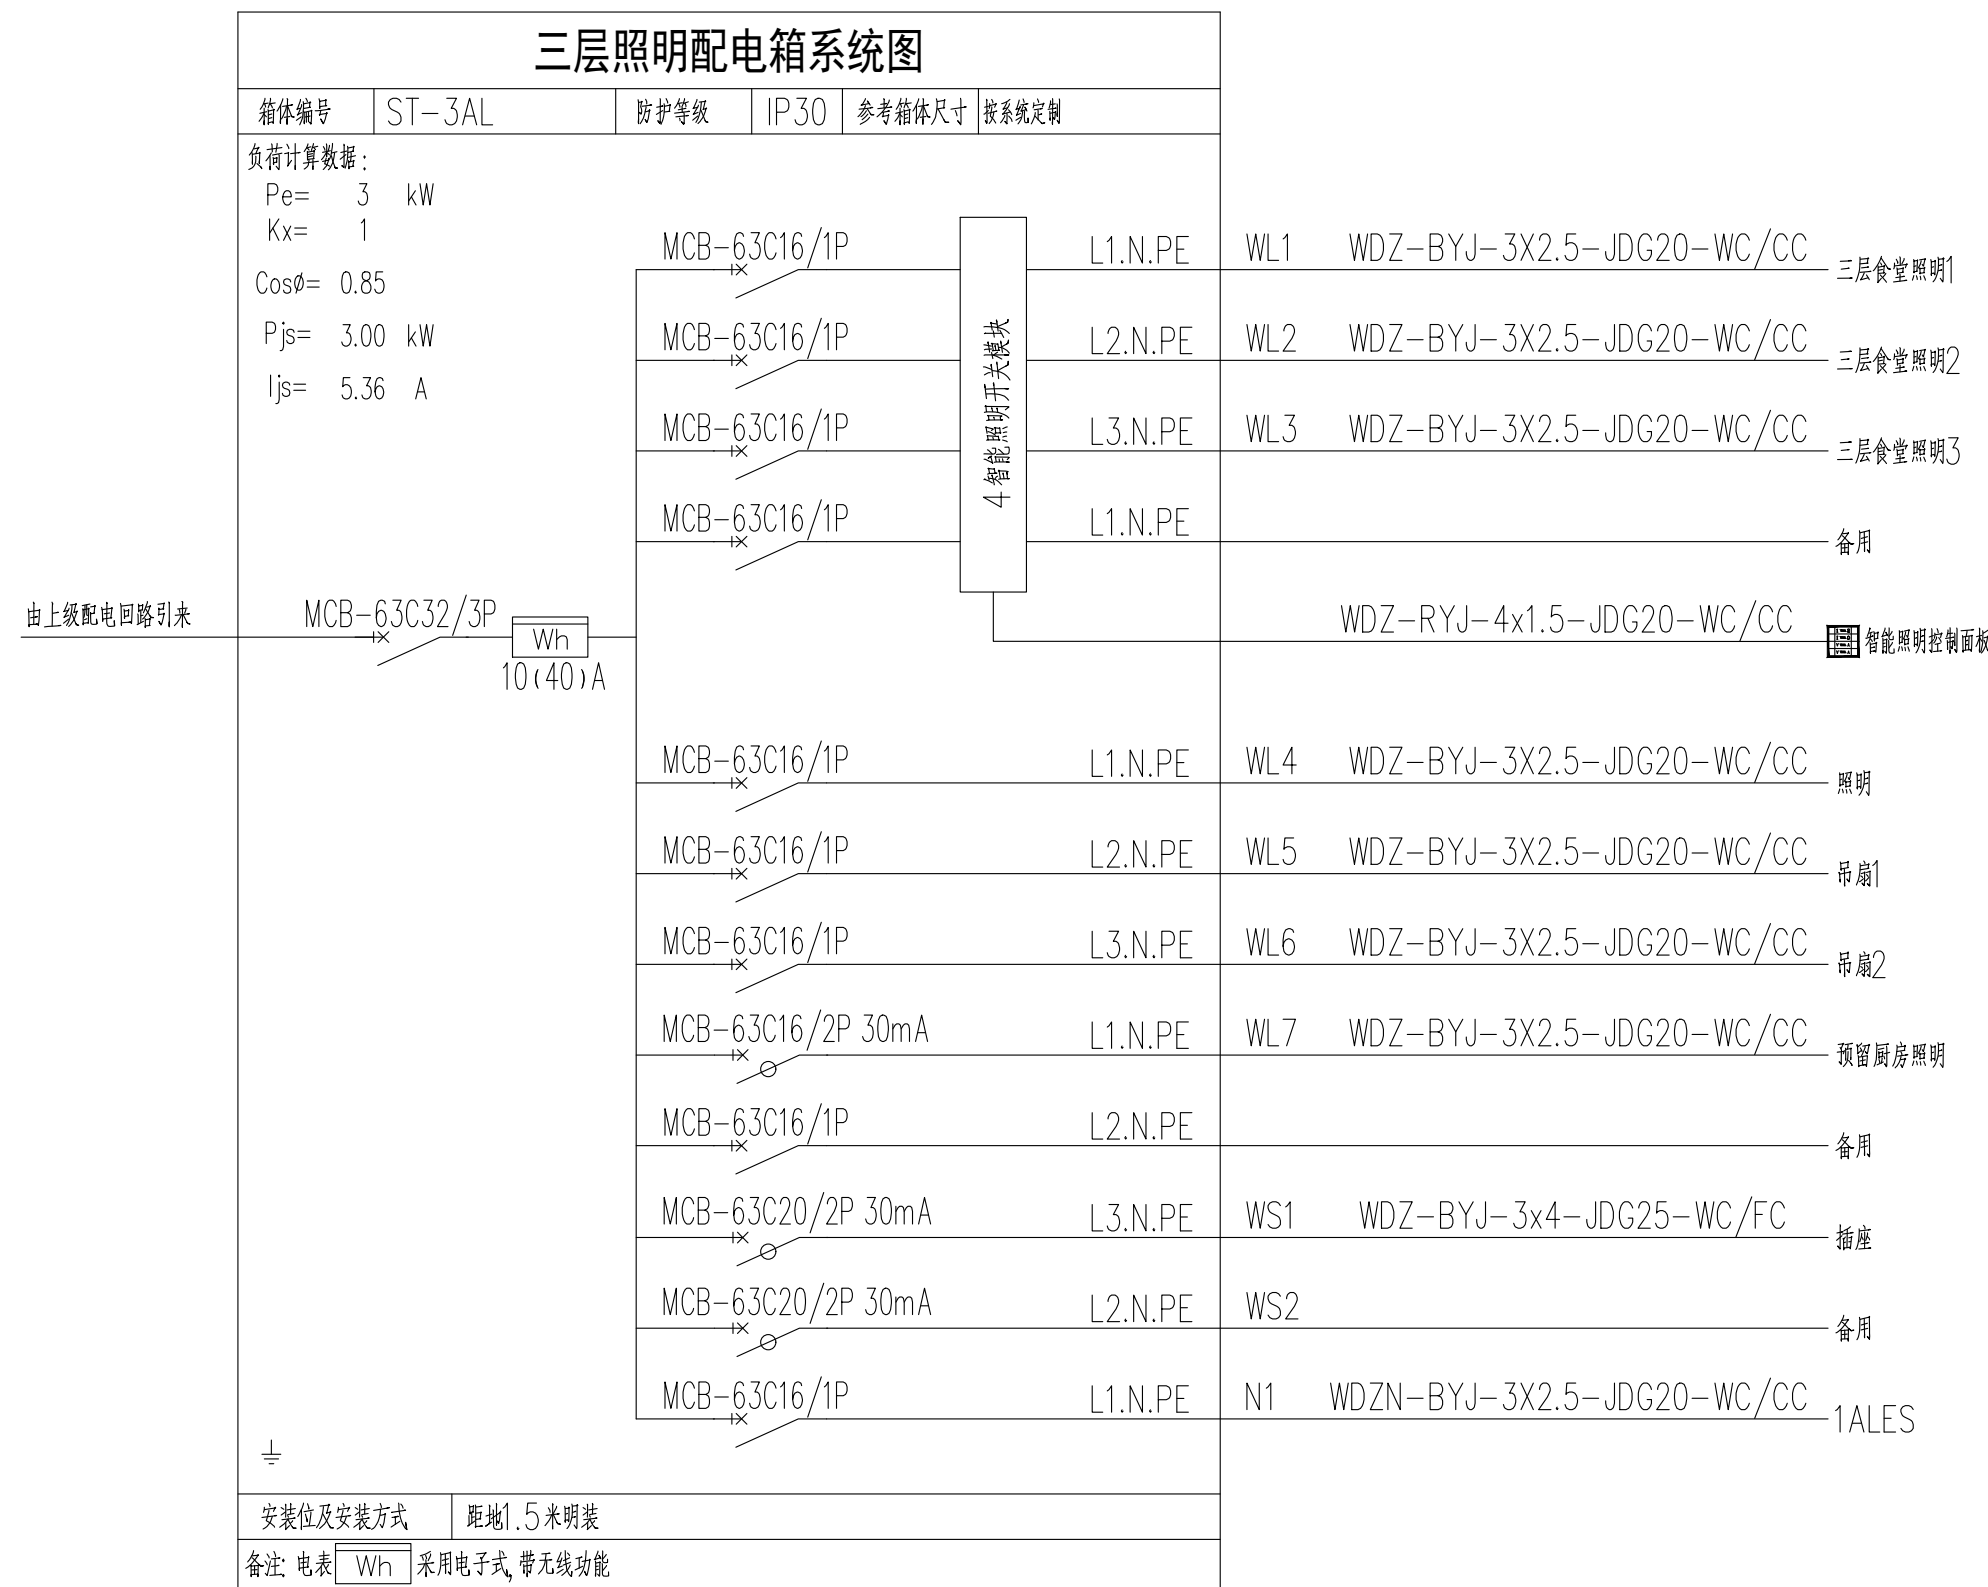 三层照明配电箱系统图
箱体编号 ST-3AL 防护等级 IP30 参考箱体尺寸 按系统定制
负荷计算数据:
Pe= 3 kW
Kx= 1
Cosø= 0.85
Pjs= 3.00 kW
Ijs= 5.36 A
由上级配电回路引来
MCB-63C32/3P
Wh
10(40)A
4智能照明开关模块
MCB-63C16/1P L1.N.PE WL1 WDZ-BYJ-3X2.5-JDG20-WC/CC 三层食堂照明1
MCB-63C16/1P L2.N.PE WL2 WDZ-BYJ-3X2.5-JDG20-WC/CC 三层食堂照明2
MCB-63C16/1P L3.N.PE WL3 WDZ-BYJ-3X2.5-JDG20-WC/CC 三层食堂照明3
MCB-63C16/1P L1.N.PE 备用
WDZ-RYJ-4x1.5-JDG20-WC/CC 智能照明控制面板
MCB-63C16/1P L1.N.PE WL4 WDZ-BYJ-3X2.5-JDG20-WC/CC 照明
MCB-63C16/1P L2.N.PE WL5 WDZ-BYJ-3X2.5-JDG20-WC/CC 吊扇1
MCB-63C16/1P L3.N.PE WL6 WDZ-BYJ-3X2.5-JDG20-WC/CC 吊扇2
MCB-63C16/2P 30mA L1.N.PE WL7 WDZ-BYJ-3X2.5-JDG20-WC/CC 预留厨房照明
MCB-63C16/1P L2.N.PE 备用
MCB-63C20/2P 30mA L3.N.PE WS1 WDZ-BYJ-3x4-JDG25-WC/FC 插座
MCB-63C20/2P 30mA L2.N.PE WS2 备用
MCB-63C16/1P L1.N.PE N1 WDZN-BYJ-3X2.5-JDG20-WC/CC 1ALES
安装位及安装方式 距地1.5米明装
备注: 电表 Wh 采用电子式,带无线功能